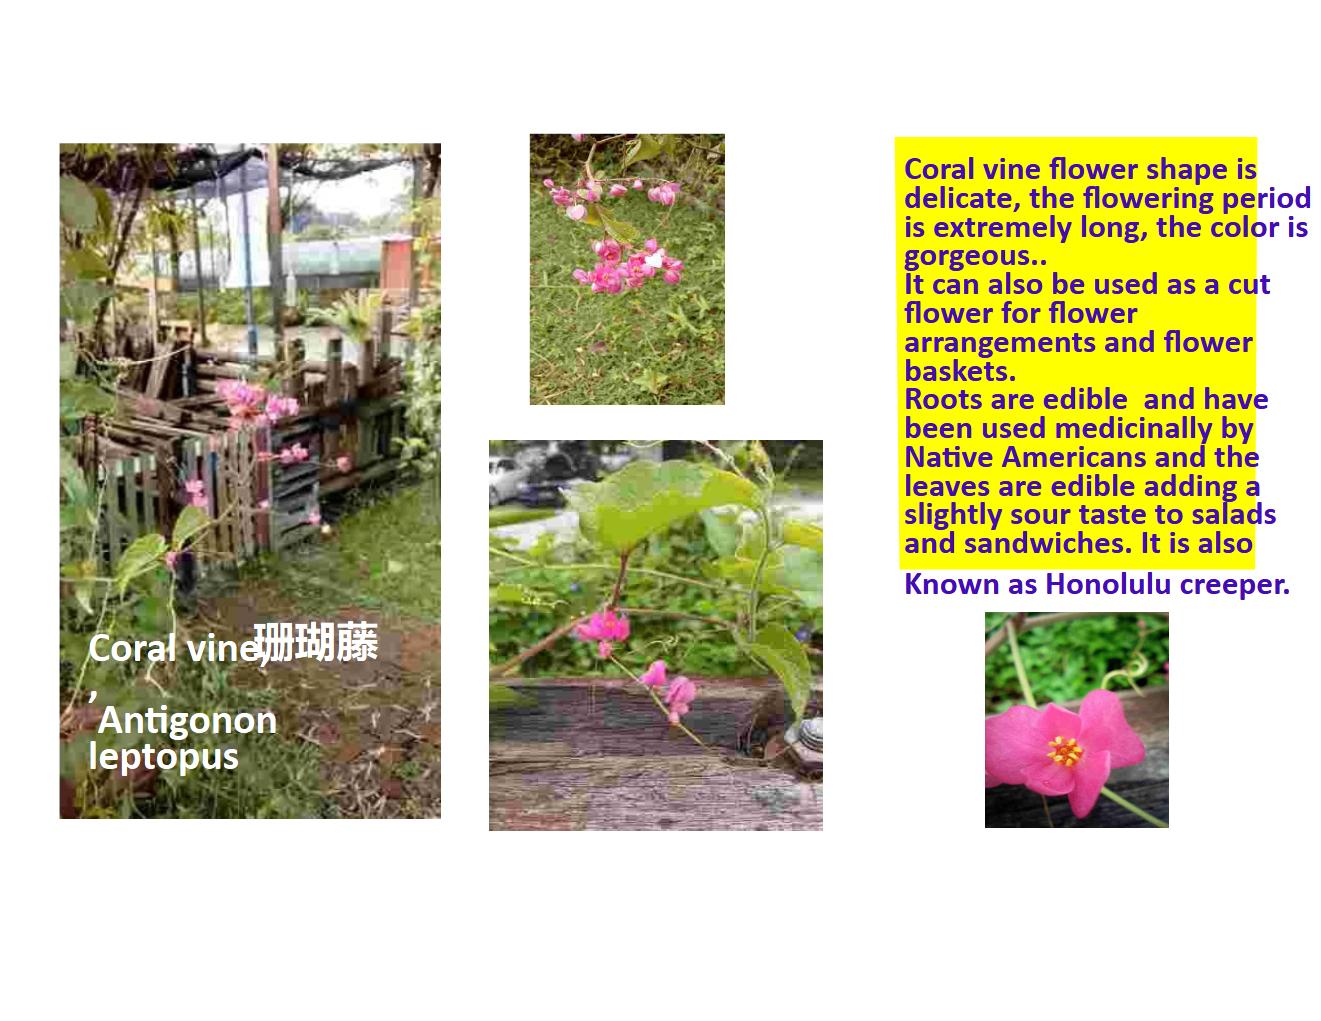 Coral vine, 珊瑚藤
,
Antigonon
leptopus
Coral vine flower shape is
delicate, the flowering period
is extremely long, the color is
gorgeous..
It can also be used as a cut
flower for flower
arrangements and flower
baskets.
Roots are edible  and have
been used medicinally by
Native Americans and the
leaves are edible adding a
slightly sour taste to salads
and sandwiches. It is also
Known as Honolulu creeper.